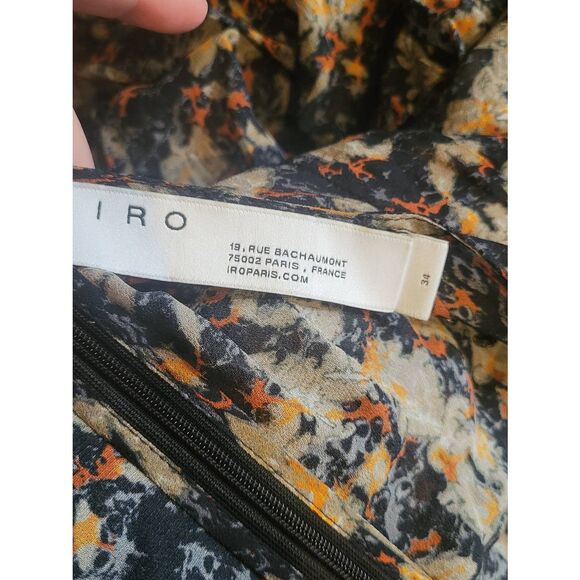 IRO
19, RUE BACHAUMONT
75002 PARIS, FRANCE
IROPARIS.COM
34